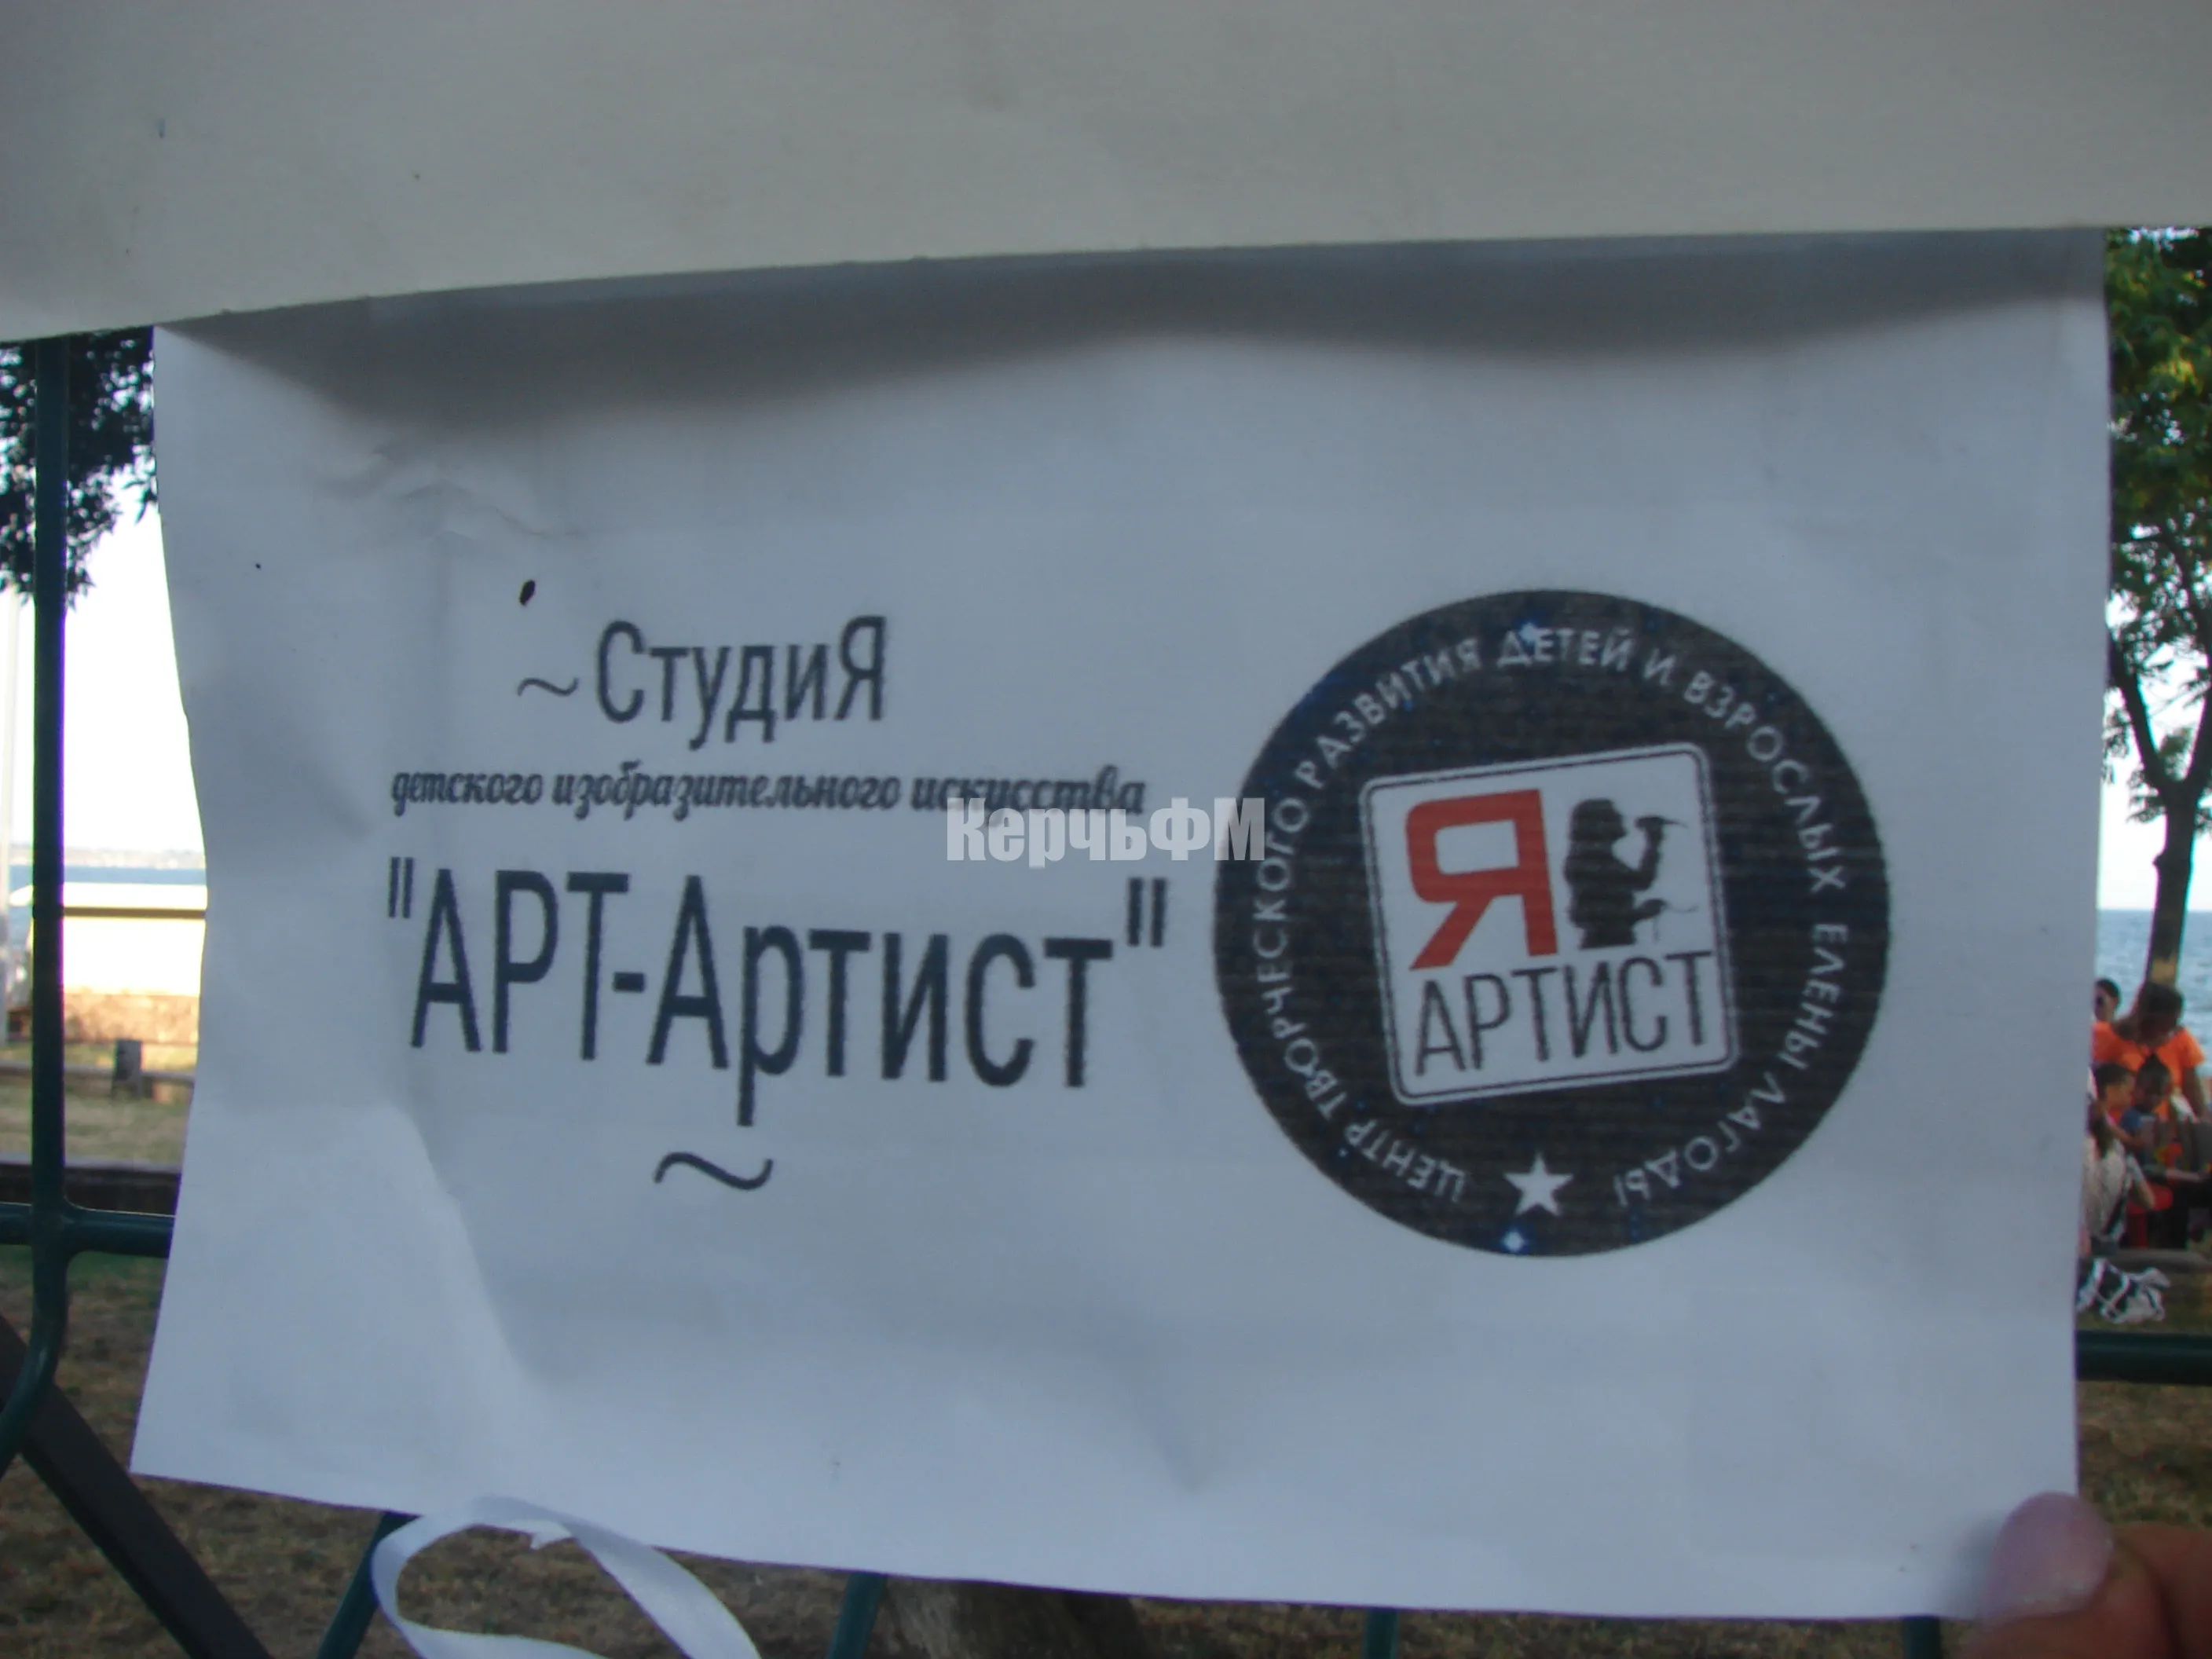 ~СтудиЯ
детского изобразительного искусства
"АРТ-Артист"
~
ЦЕНТР ТВОРЧЕСКОГО РАЗВИТИЯ ДЕТЕЙ И ВЗРОСЛЫХ ЕЛЕНЫ ЛАГОДЫ
Я
АРТИСТ
КерчьФМ